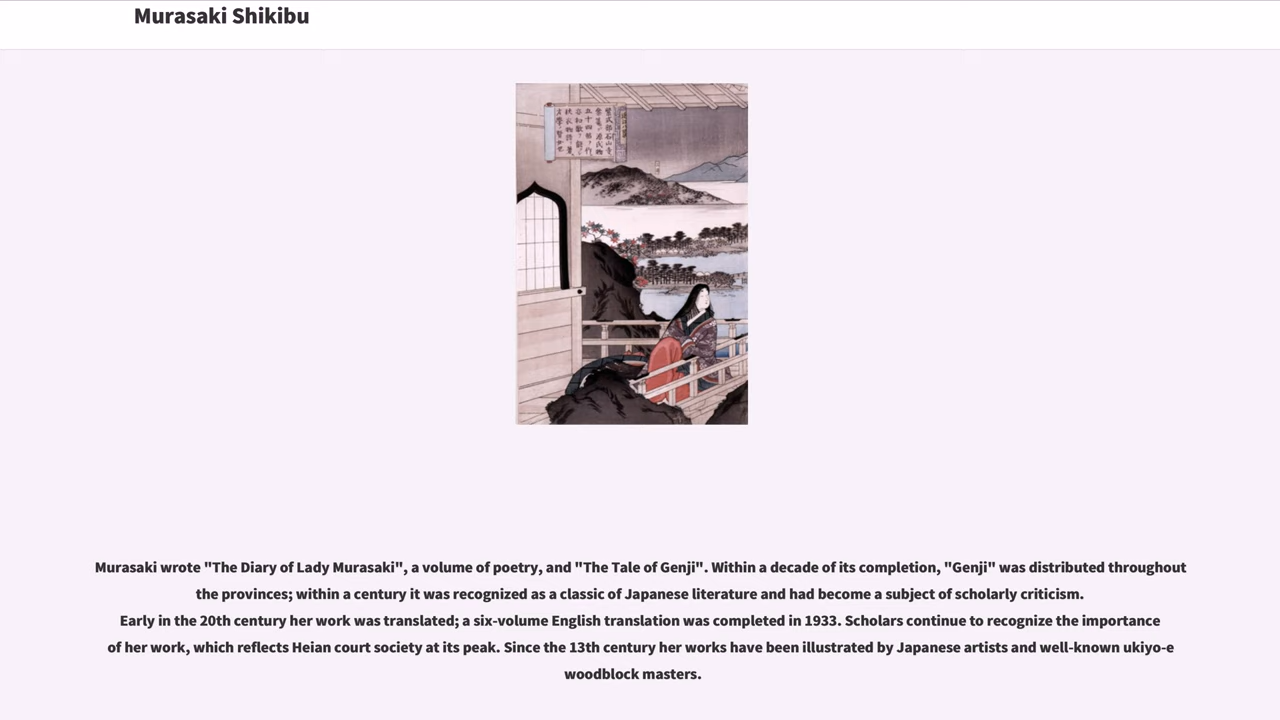 Murasaki Shikibu
Murasaki wrote "The Diary of Lady Murasaki", a volume of poetry, and "The Tale of Genji". Within a decade of its completion, "Genji" was distributed throughout
the provinces; within a century it was recognized as a classic of Japanese literature and had become a subject of scholarly criticism.
Early in the 20th century her work was translated; a six-volume English translation was completed in 1933. Scholars continue to recognize the importance
of her work, which reflects Heian court society at its peak. Since the 13th century her works have been illustrated by Japanese artists and well-known ukiyo-e
woodblock masters.